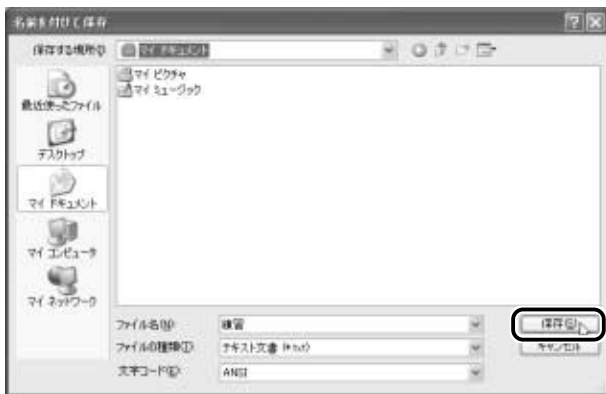 名前を付けて保存
保存する場所(I):
マイ ドキュメント
マイ ピクチャ
マイ ミュージック
最近使ったファイル
デスクトップ
マイ ドキュメント
マイ コンピュータ
マイ ネットワーク
ファイル名(N):
練習
保存(S)
ファイルの種類(T):
テキスト文書 (*.txt)
キャンセル
文字コード(E):
ANSI